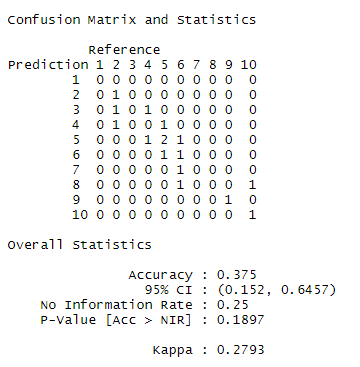 Confusion Matrix and Statistics
Reference
Prediction 1 2 3 4 5 6 7 8 9 10
1 0 0 0 0 0 0 0 0 0 0
2 0 1 0 0 0 0 0 0 0 0
3 0 1 0 1 0 0 0 0 0 0
4 0 1 0 0 1 0 0 0 0 0
5 0 0 0 1 2 1 0 0 0 0
6 0 0 0 0 1 1 0 0 0 0
7 0 0 0 0 0 1 0 0 0 0
8 0 0 0 0 0 1 0 0 0 1
9 0 0 0 0 0 0 0 0 1 0
10 0 0 0 0 0 0 0 0 0 1
Overall Statistics
Accuracy : 0.375
95% CI : (0.152, 0.6457)
No Information Rate : 0.25
P-Value [Acc > NIR] : 0.1897
Kappa : 0.2793